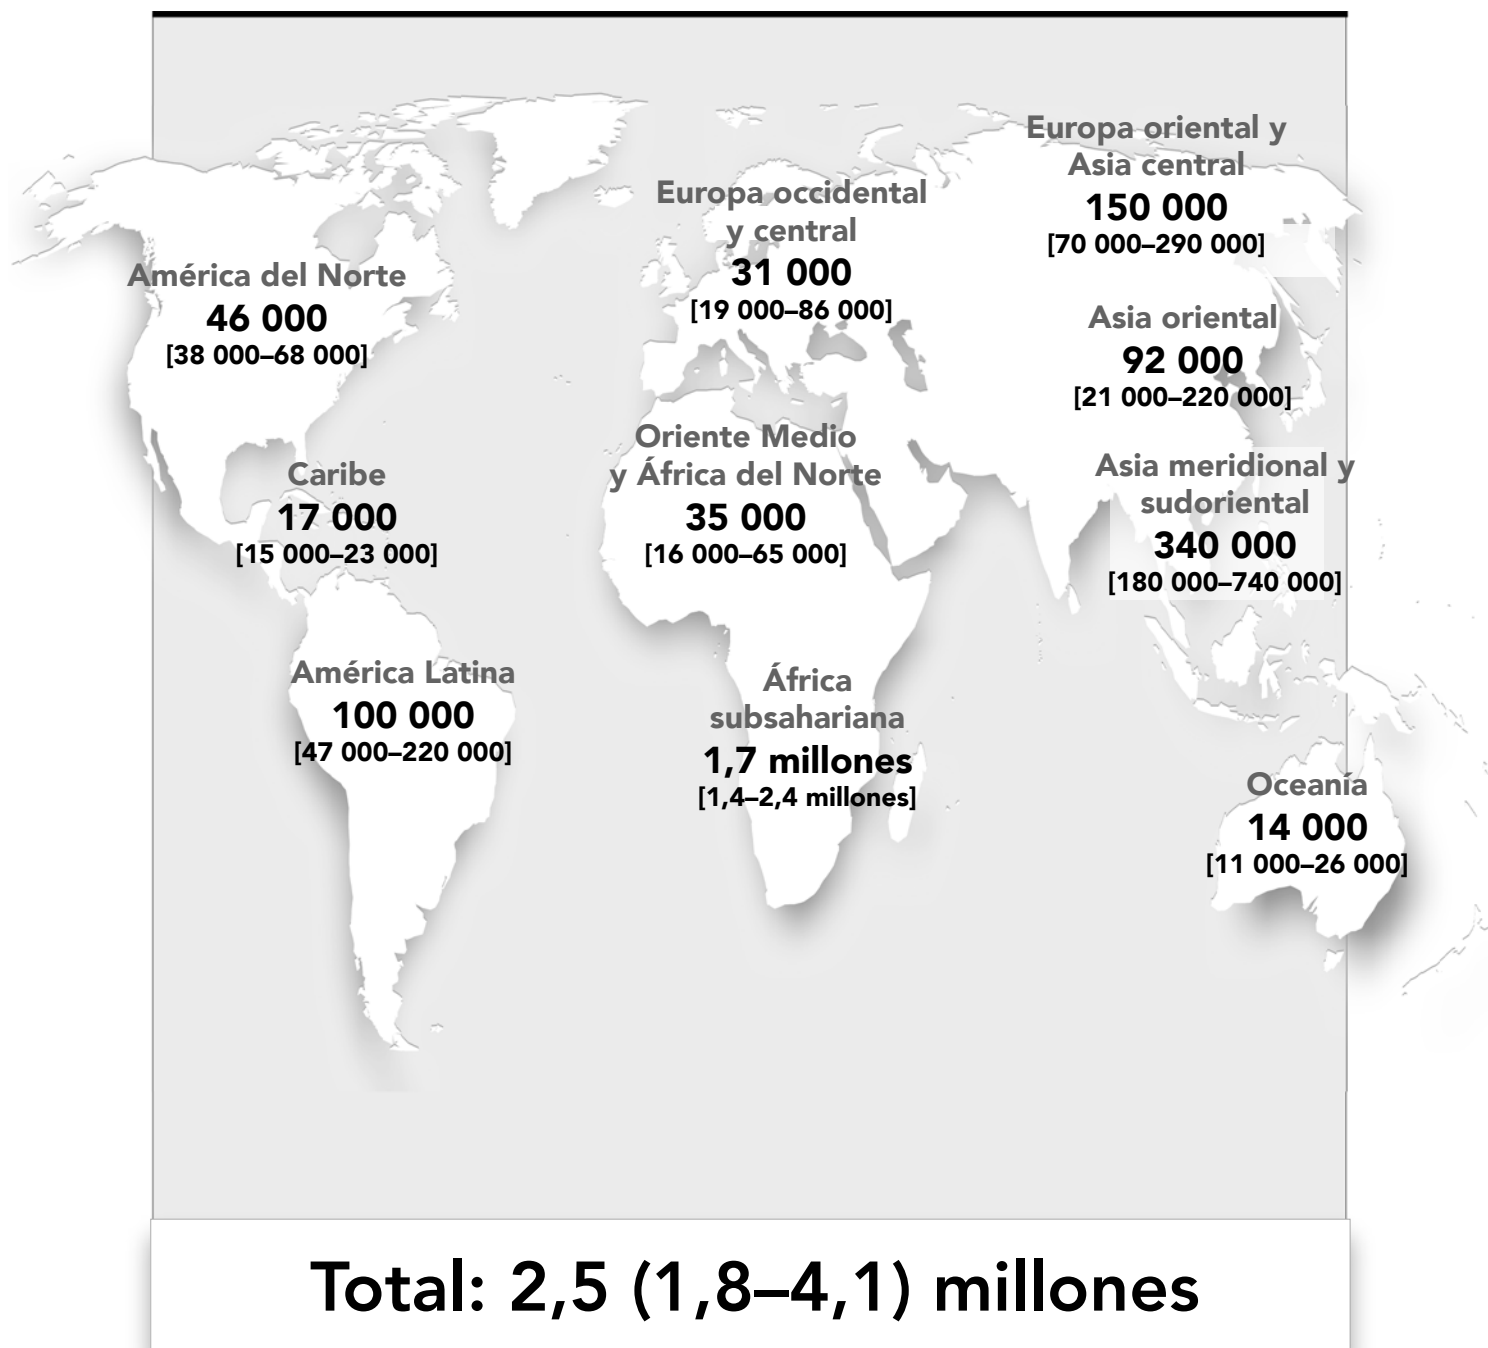 Europa oriental y
Asia central
150 000
[70 000–290 000]
Europa occidental
y central
31 000
[19 000–86 000]
América del Norte
46 000
[38 000–68 000]
Asia oriental
92 000
[21 000–220 000]
Oriente Medio
y África del Norte
35 000
[16 000–65 000]
Asia meridional y
sudoriental
340 000
[180 000–740 000]
Caribe
17 000
[15 000–23 000]
América Latina
100 000
[47 000–220 000]
África
subsahariana
1,7 millones
[1,4–2,4 millones]
Oceanía
14 000
[11 000–26 000]
Total: 2,5 (1,8–4,1) millones